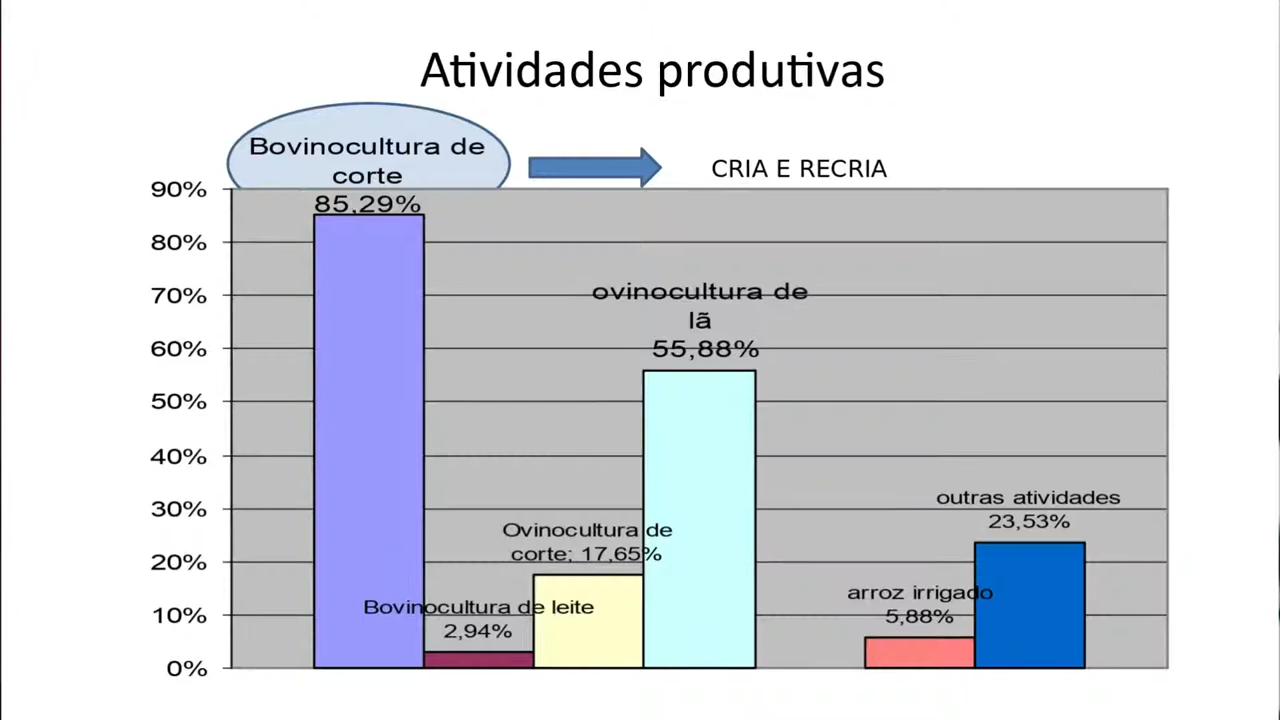 Atividades produtivas
Bovinocultura de
corte
85,29%
CRIA E RECRIA
90%
80%
70%
60%
50%
40%
30%
20%
10%
0%
ovinocultura de
lã
55,88%
Ovinocultura de
corte; 17,65%
Bovinocultura de leite
2,94%
outras atividades
23,53%
arroz irrigado
5,88%